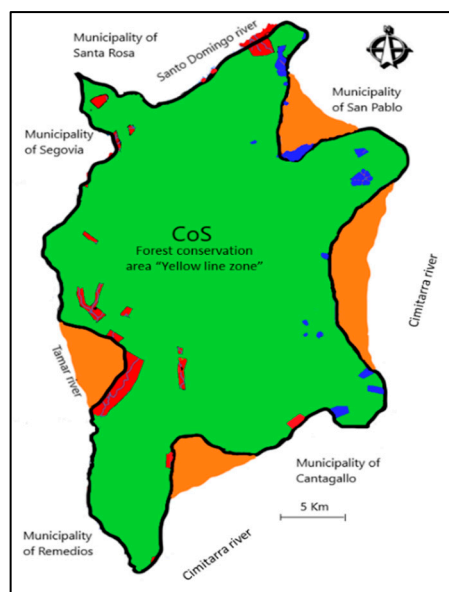 Municipality of
Santa Rosa
Santo Domingo river
Municipality
of San Pablo
Municipality
of Segovia
CoS
Forest conservation
area "Yellow line zone"
Cimitarra river
Tamar river
Municipality of
Cantagallo
5 Km
Municipality
of Remedios
Cimitarra river